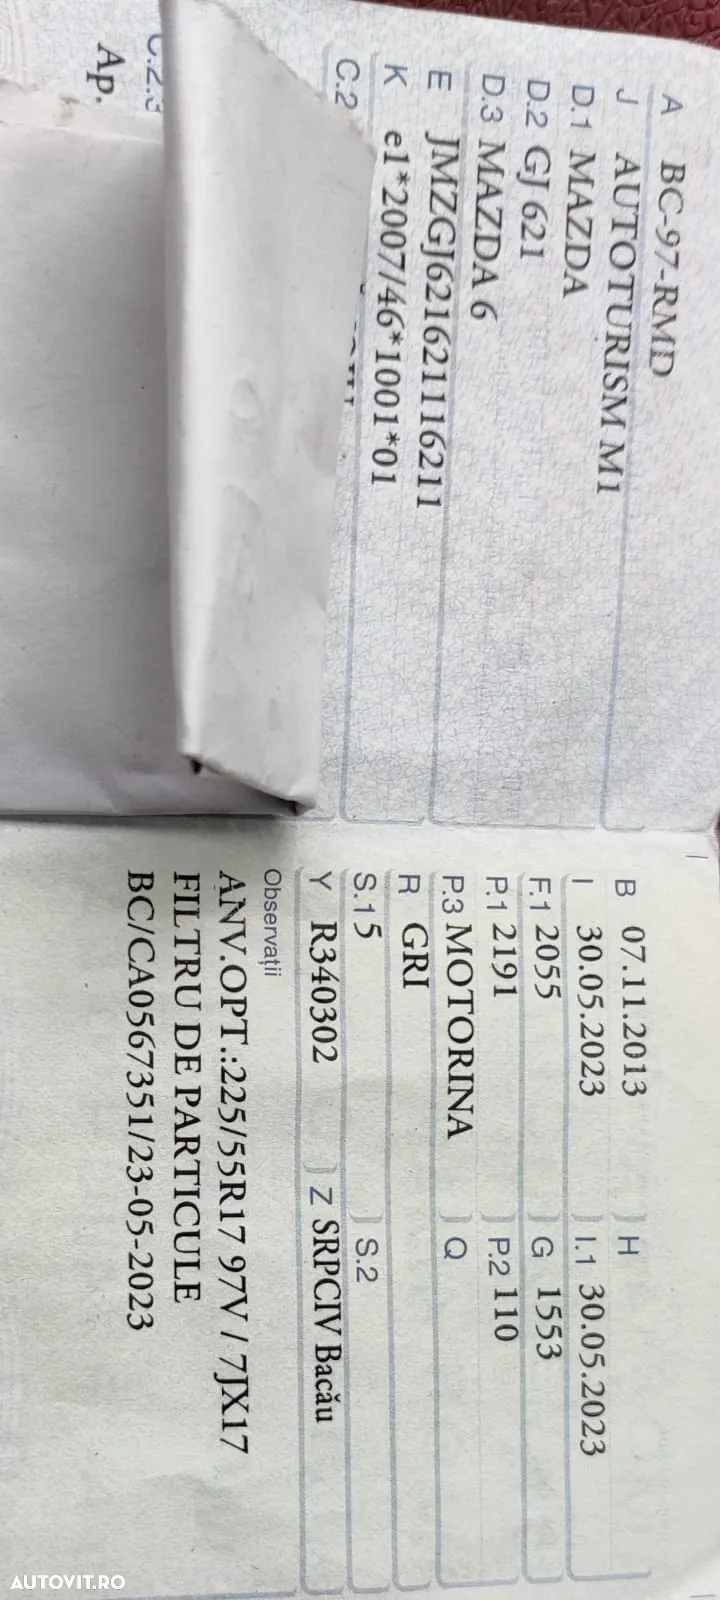 A BC-97-RMD
J AUTOTURISM M1
D.1 MAZDA
D.2 GJ 621
D.3 MAZDA 6
E JMZGJ621621116211
K e1*2007/46*1001*01
C.2
C.2.3
Ap.
B 07.11.2013 H
I 30.05.2023 I.1 30.05.2023
F.1 2055 G 1553
P.1 2191 P.2 110
P.3 MOTORINA Q
R GRI
S.1 5 S.2
Y R340302 Z SRPCIV Bacău
Observații
ANV.OPT.:225/55R17 97V / 7JX17
FILTRU DE PARTICULE
BC/CA0567351/23-05-2023
AUTOVIT.RO